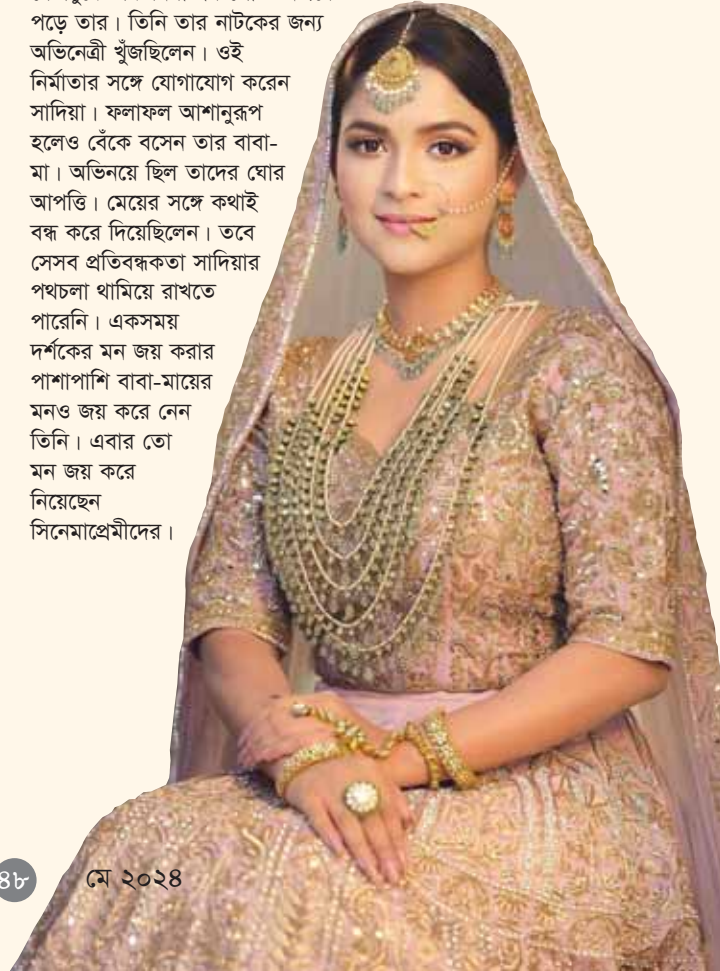 পড়ে তার। তিনি তার নাটকের জন্য
অভিনেত্রী খুঁজছিলেন। ওই
নির্মাতার সঙ্গে যোগাযোগ করেন
সাদিয়া। ফলাফল আশানুরূপ
হলেও বেঁকে বসেন তার বাবা-
মা। অভিনয়ে ছিল তাদের ঘোর
আপত্তি। মেয়ের সঙ্গে কথাই
বন্ধ করে দিয়েছিলেন। তবে
সেসব প্রতিবন্ধকতা সাদিয়ার
পথচলা থামিয়ে রাখতে
পারেনি। একসময়
দর্শকের মন জয় করার
পাশাপাশি বাবা-মায়ের
মনও জয় করে নেন
তিনি। এবার তো
মন জয় করে
নিয়েছেন
সিনেমাপ্রেমীদের।
৪৮ মে ২০২৪